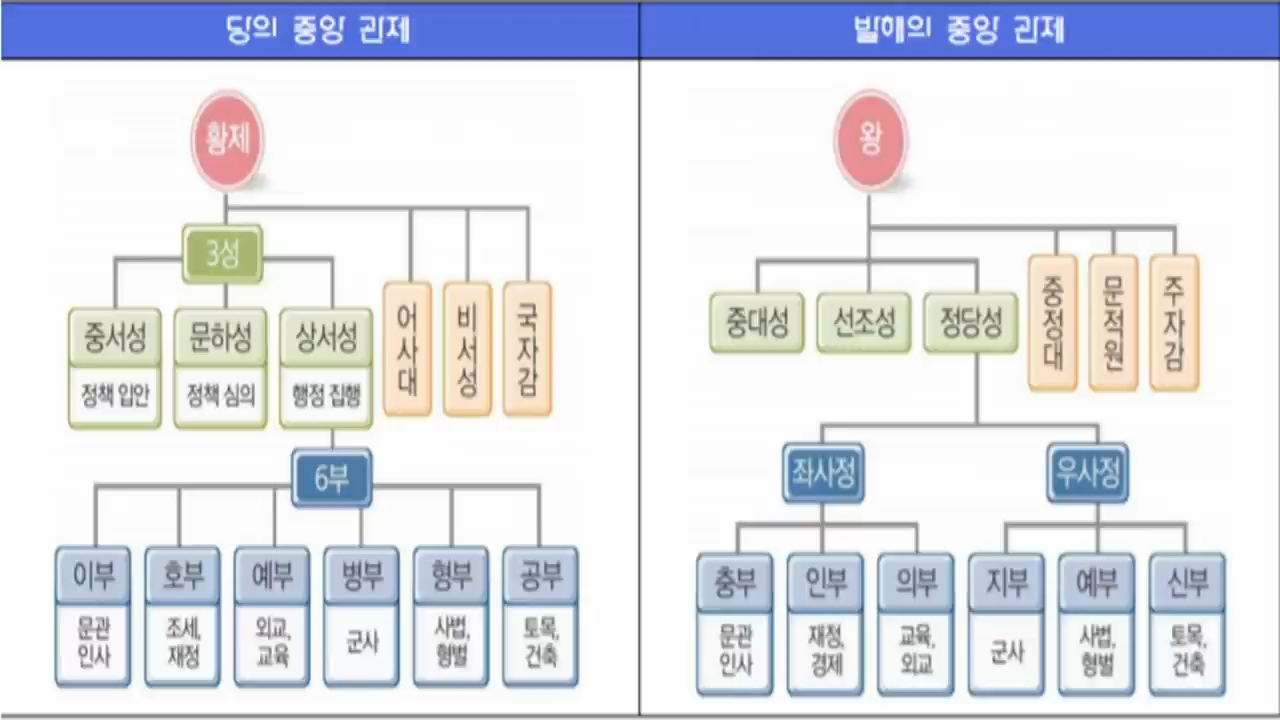 당의 중앙 관제
황제
3성
중서성
정책 입안
문하성
정책 심의
상서성
행정 집행
어사대
비서성
국자감
6부
이부
문관
인사
호부
조세,
재정
예부
외교,
교육
병부
군사
형부
사법,
형벌
공부
토목,
건축
발해의 중앙 관제
왕
중대성
선조성
정당성
중정대
문적원
주자감
좌사정
우사정
충부
문관
인사
인부
재정,
경제
의부
교육,
외교
지부
군사
예부
사법,
형벌
신부
토목,
건축